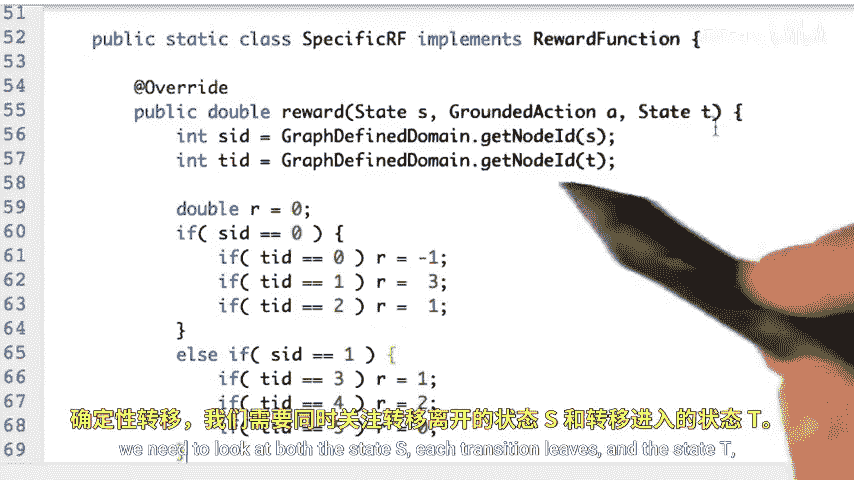 51
52 public static class SpecificRF implements RewardFunction {
53
54 @Override
55 public double reward(State s, GroundedAction a, State t) {
56 int sid = GraphDefinedDomain.getNodeId(s);
57 int tid = GraphDefinedDomain.getNodeId(t);
58
59 double r = 0;
60 if( sid == 0 ) {
61 if( tid == 0 ) r = -1;
62 if( tid == 1 ) r = 3;
63 if( tid == 2 ) r = 1;
64 }
65 else if( sid == 1 ) {
66 if( tid == 3 ) r = 1;
67 if( tid == 4 ) r = 2;
68
69 }
确定性转移，我们需要同时关注转移离开的状态 S 和转移进入的状态 T。
we need to look at both the state S, each transition leaves, and the state T,